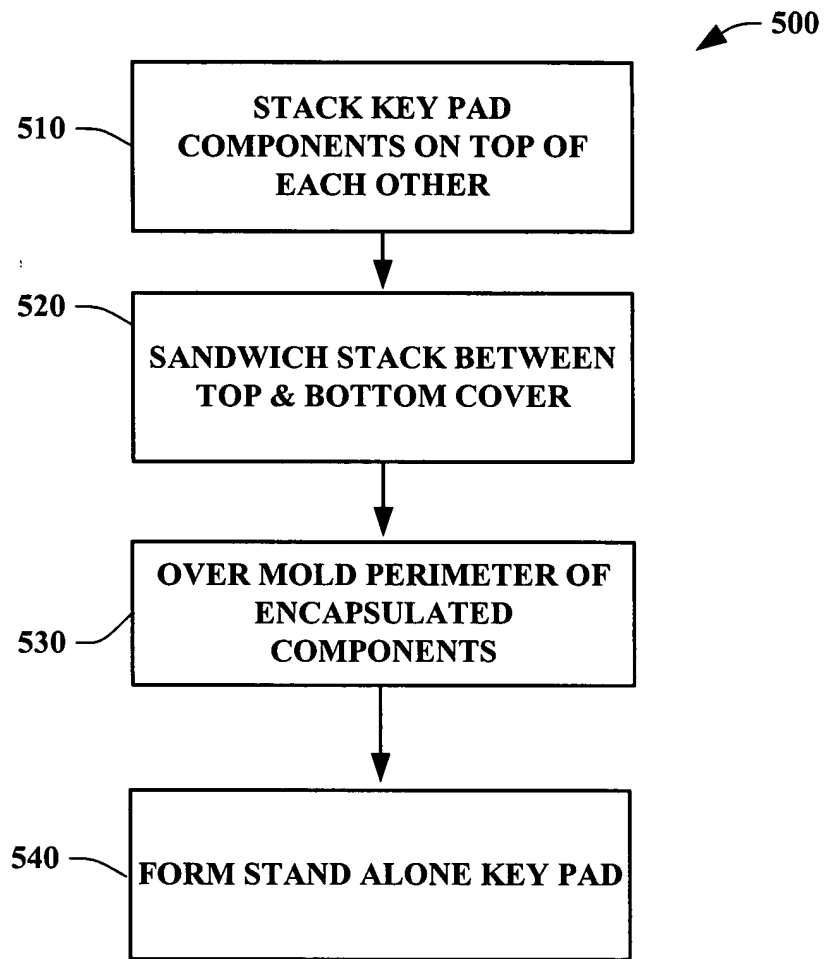 500
510
STACK KEY PAD
COMPONENTS ON TOP OF
EACH OTHER
520
SANDWICH STACK BETWEEN
TOP & BOTTOM COVER
530
OVER MOLD PERIMETER OF
ENCAPSULATED
COMPONENTS
540
FORM STAND ALONE KEY PAD